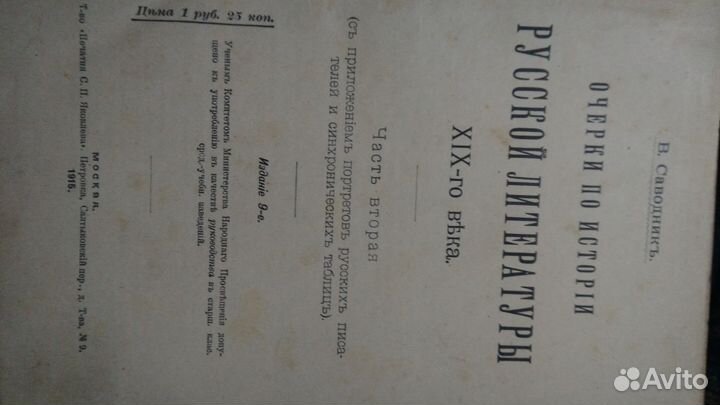 В. Саводникъ.
ОЧЕРКИ ПО ИСТОРІИ
РУССКОЙ ЛИТЕРАТУРЫ
XIX-го вѣка.
Часть вторая
(съ приложеніемъ портретовъ русскихъ писа-
телей и синхроническихъ таблицъ).
Изданіе 9-е.
Ученымъ Комитетомъ Министерства Народнаго Просвѣщенія допу-
щено къ употребленію въ качествѣ руководства въ старш. клас.
сред.-учебн. заведеній.
Цѣна 1 руб. 25 коп.
МОСКВА,
1915.
Т-во «Печатня С. П. Яковлева». Петровка, Салтыковскій пер., д. Т-ва, № 9.
Avito